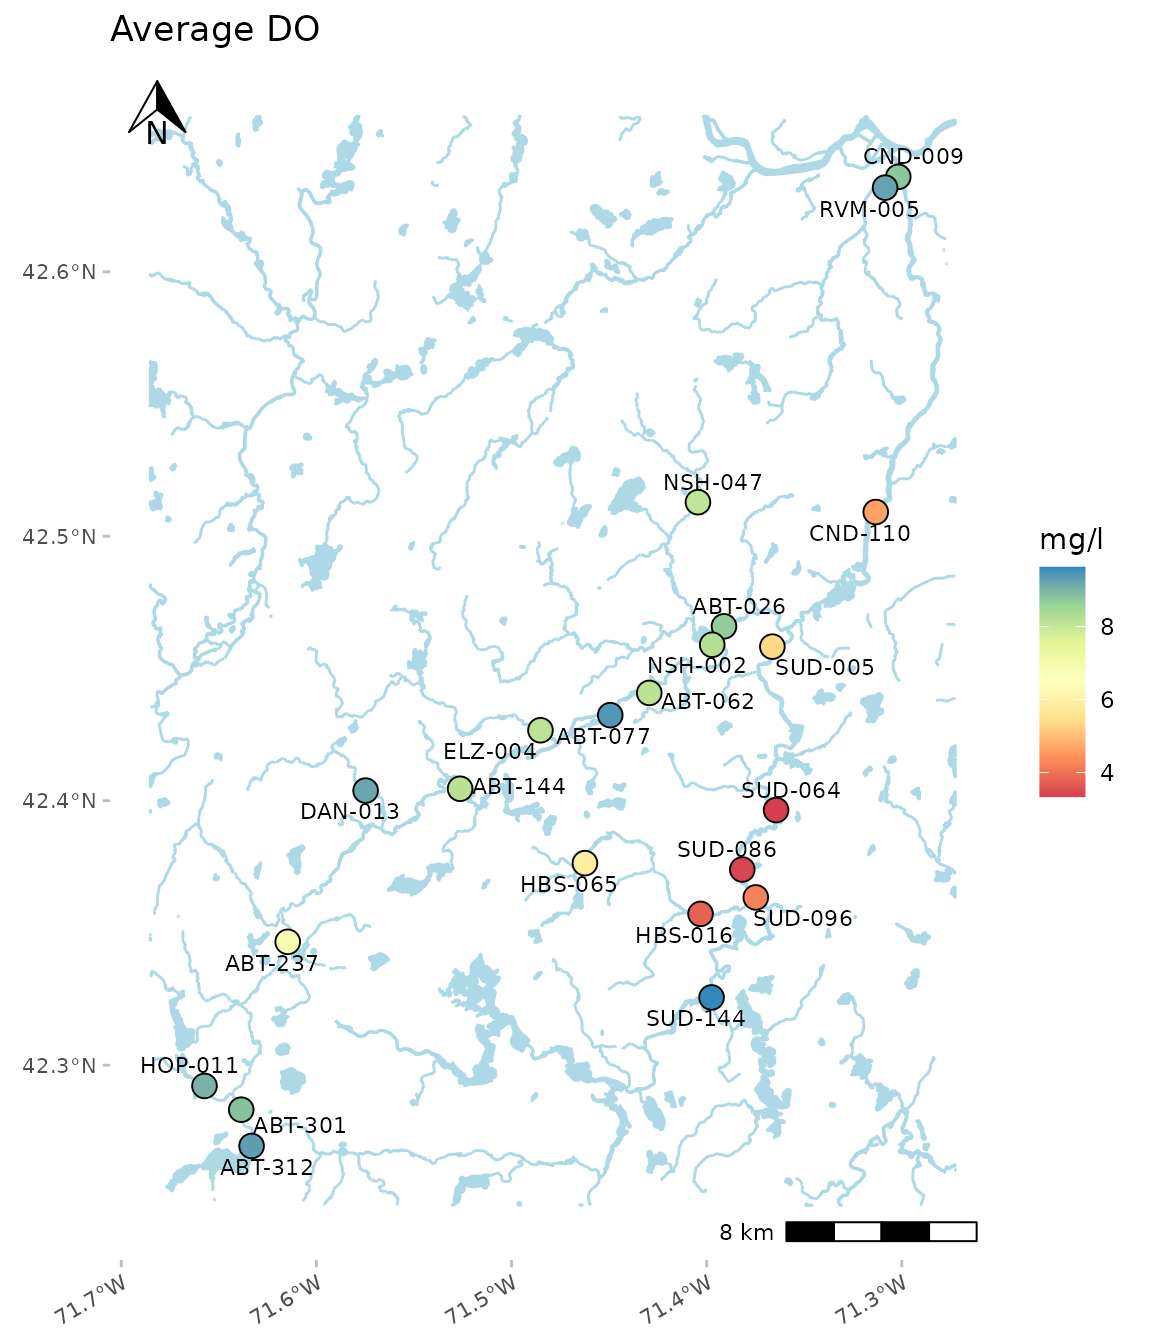 Average DO
N
CND-009
RVM-005
42.6°N
NSH-047
42.5°N
CND-110
mg/l
ABT-026
8
NSH-002
SUD-005
ABT-062
6
ABT-077
ELZ-004
4
ABT-144
SUD-064
42.4°N
DAN-013
SUD-086
HBS-065
SUD-096
HBS-016
ABT-237
SUD-144
HOP-011
42.3°N
ABT-301
ABT-312
8 km
71.7°W
71.6°W
71.5°W
71.4°W
71.3°W